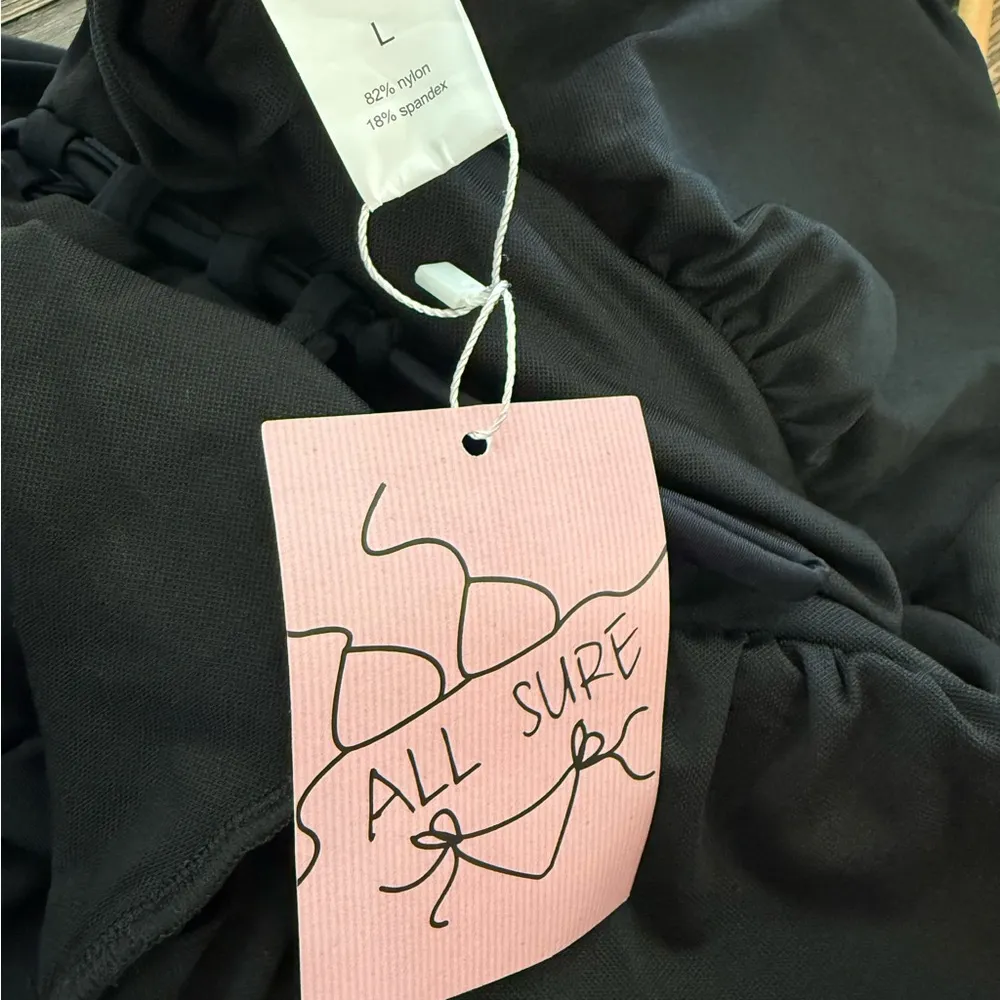 L
82% nylon
18% spandex
ALL SURE